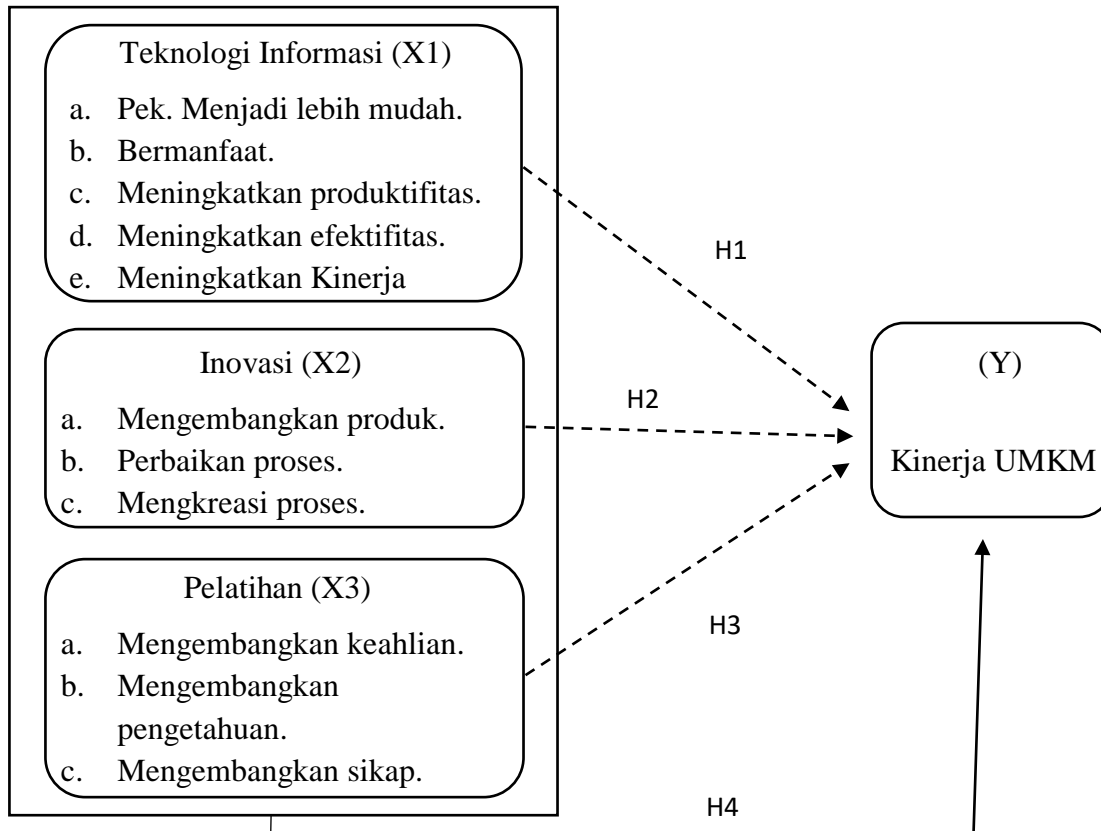 Teknologi Informasi (X1)
a. Pek. Menjadi lebih mudah.
b. Bermanfaat.
c. Meningkatkan produktifitas.
d. Meningkatkan efektifitas.
e. Meningkatkan Kinerja
H1
Inovasi (X2)
a. Mengembangkan produk.
b. Perbaikan proses.
c. Mengkreasi proses.
H2
(Y)
Kinerja UMKM
Pelatihan (X3)
a. Mengembangkan keahlian.
b. Mengembangkan
pengetahuan.
c. Mengembangkan sikap.
H3
H4